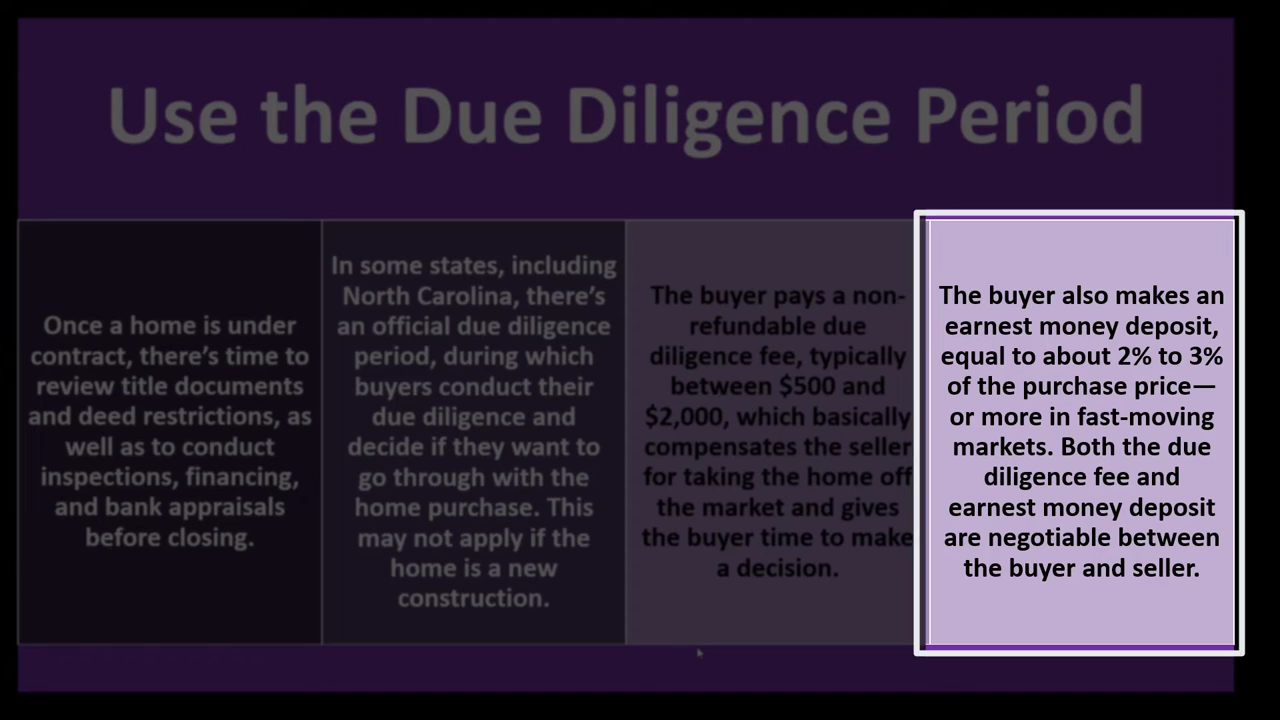 Use the Due Diligence Period
Once a home is under
contract, there's time to
review title documents
and deed restrictions, as
well as to conduct
inspections, financing,
and bank appraisals
before closing.
In some states, including
North Carolina, there's
an official due diligence
period, during which
buyers conduct their
due diligence and
decide if they want to
go through with the
home purchase. This
may not apply if the
home is a new
construction.
The buyer pays a non-
refundable due
diligence fee, typically
between $500 and
$2,000, which basically
compensates the seller
for taking the home off
the market and gives
the buyer time to make
a decision.
The buyer also makes an
earnest money deposit,
equal to about 2% to 3%
of the purchase price—
or more in fast-moving
markets. Both the due
diligence fee and
earnest money deposit
are negotiable between
the buyer and seller.